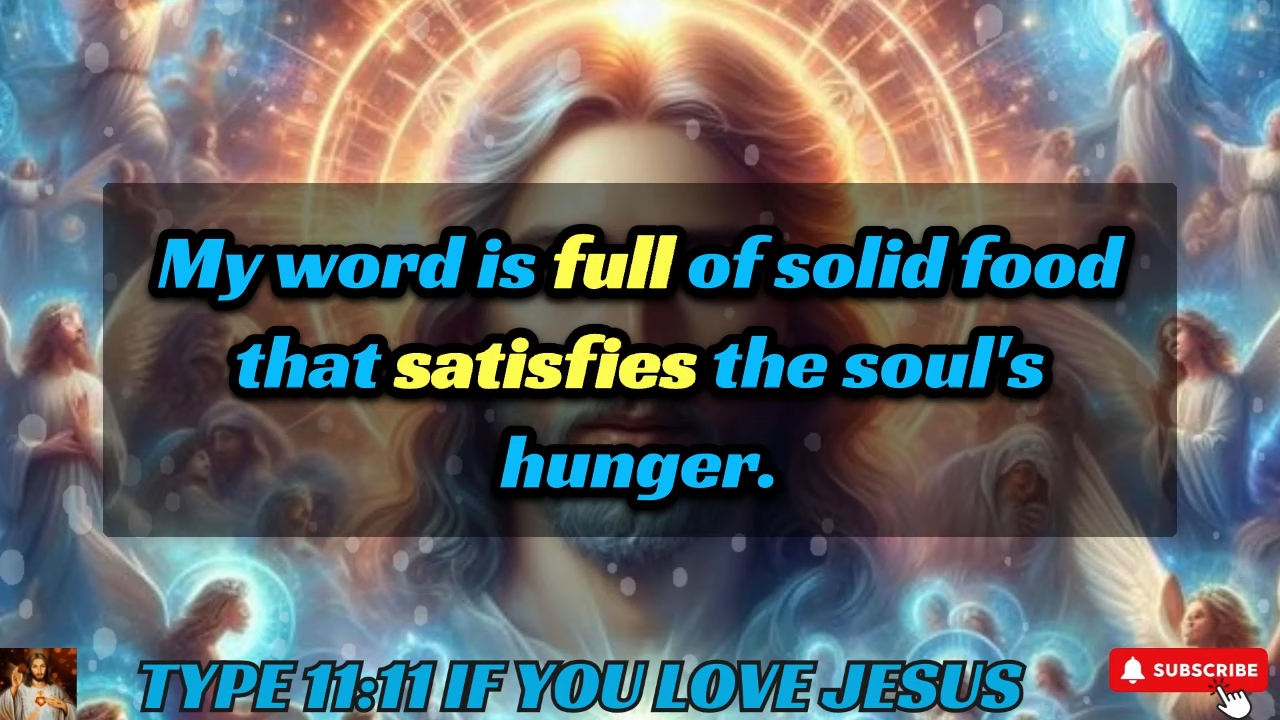 My word is full of solid food
that satisfies the soul's
hunger.
TYPE 11:11 IF YOU LOVE JESUS
SUBSCRIBE